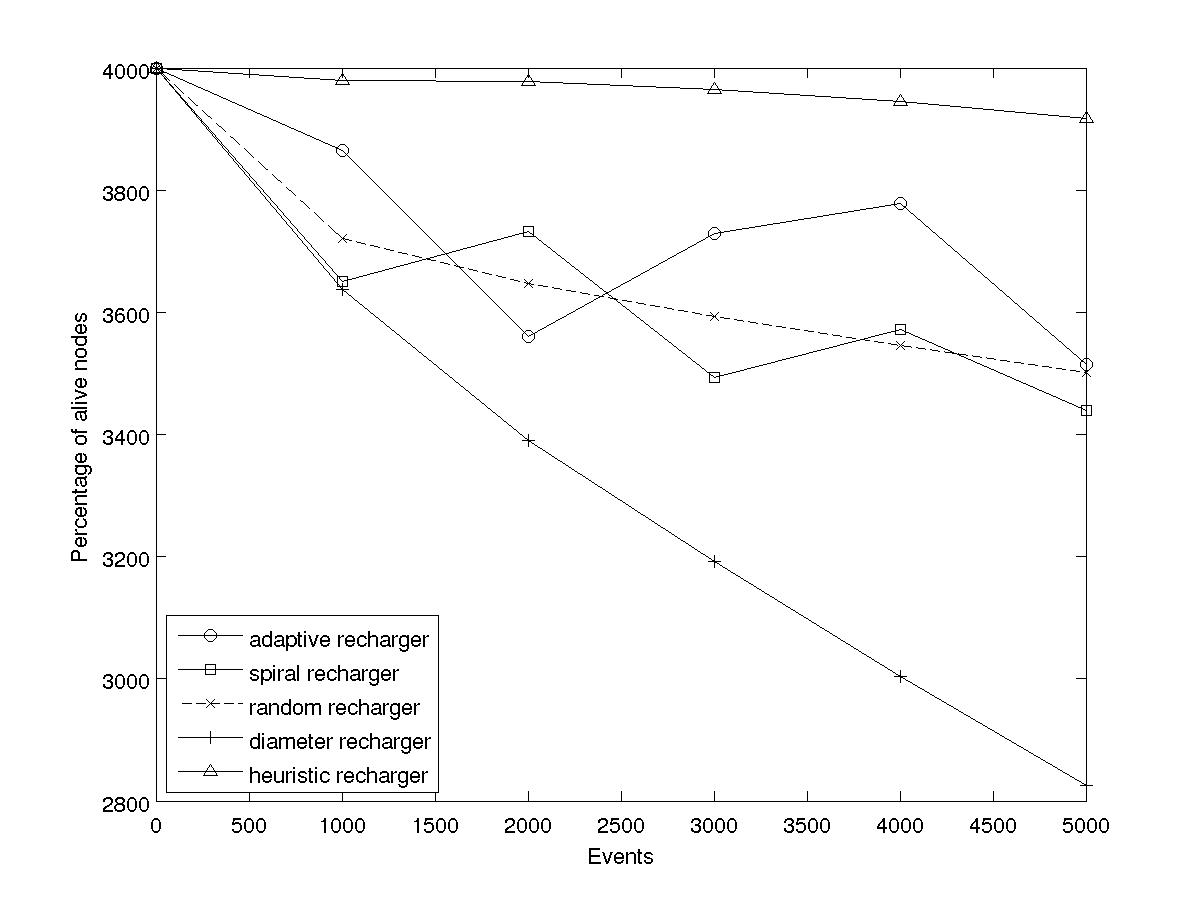 4000
3800
3600
3400
3200
3000
2800
Percentage of alive nodes
adaptive recharger
spiral recharger
random recharger
diameter recharger
heuristic recharger
0 500 1000 1500 2000 2500 3000 3500 4000 4500 5000
Events